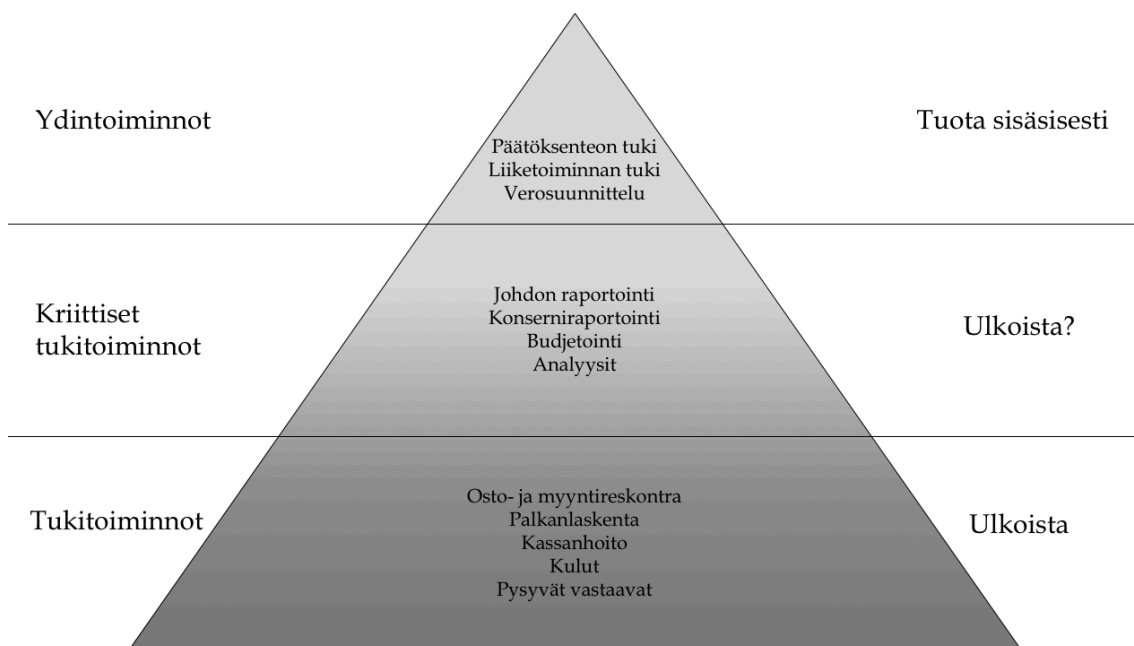 Ydintoiminnot
Päätöksenteon tuki
Liiketoiminnan tuki
Verosuunnittelu
Tuota sisäsisesti
Kriittiset
tukitoiminnot
Johdon raportointi
Konserniraportointi
Budjetointi
Analyysit
Ulkoista?
Tukitoiminnot
Osto- ja myyntireskontra
Palkanlaskenta
Kassanhoito
Kulut
Pysyvät vastaavat
Ulkoista